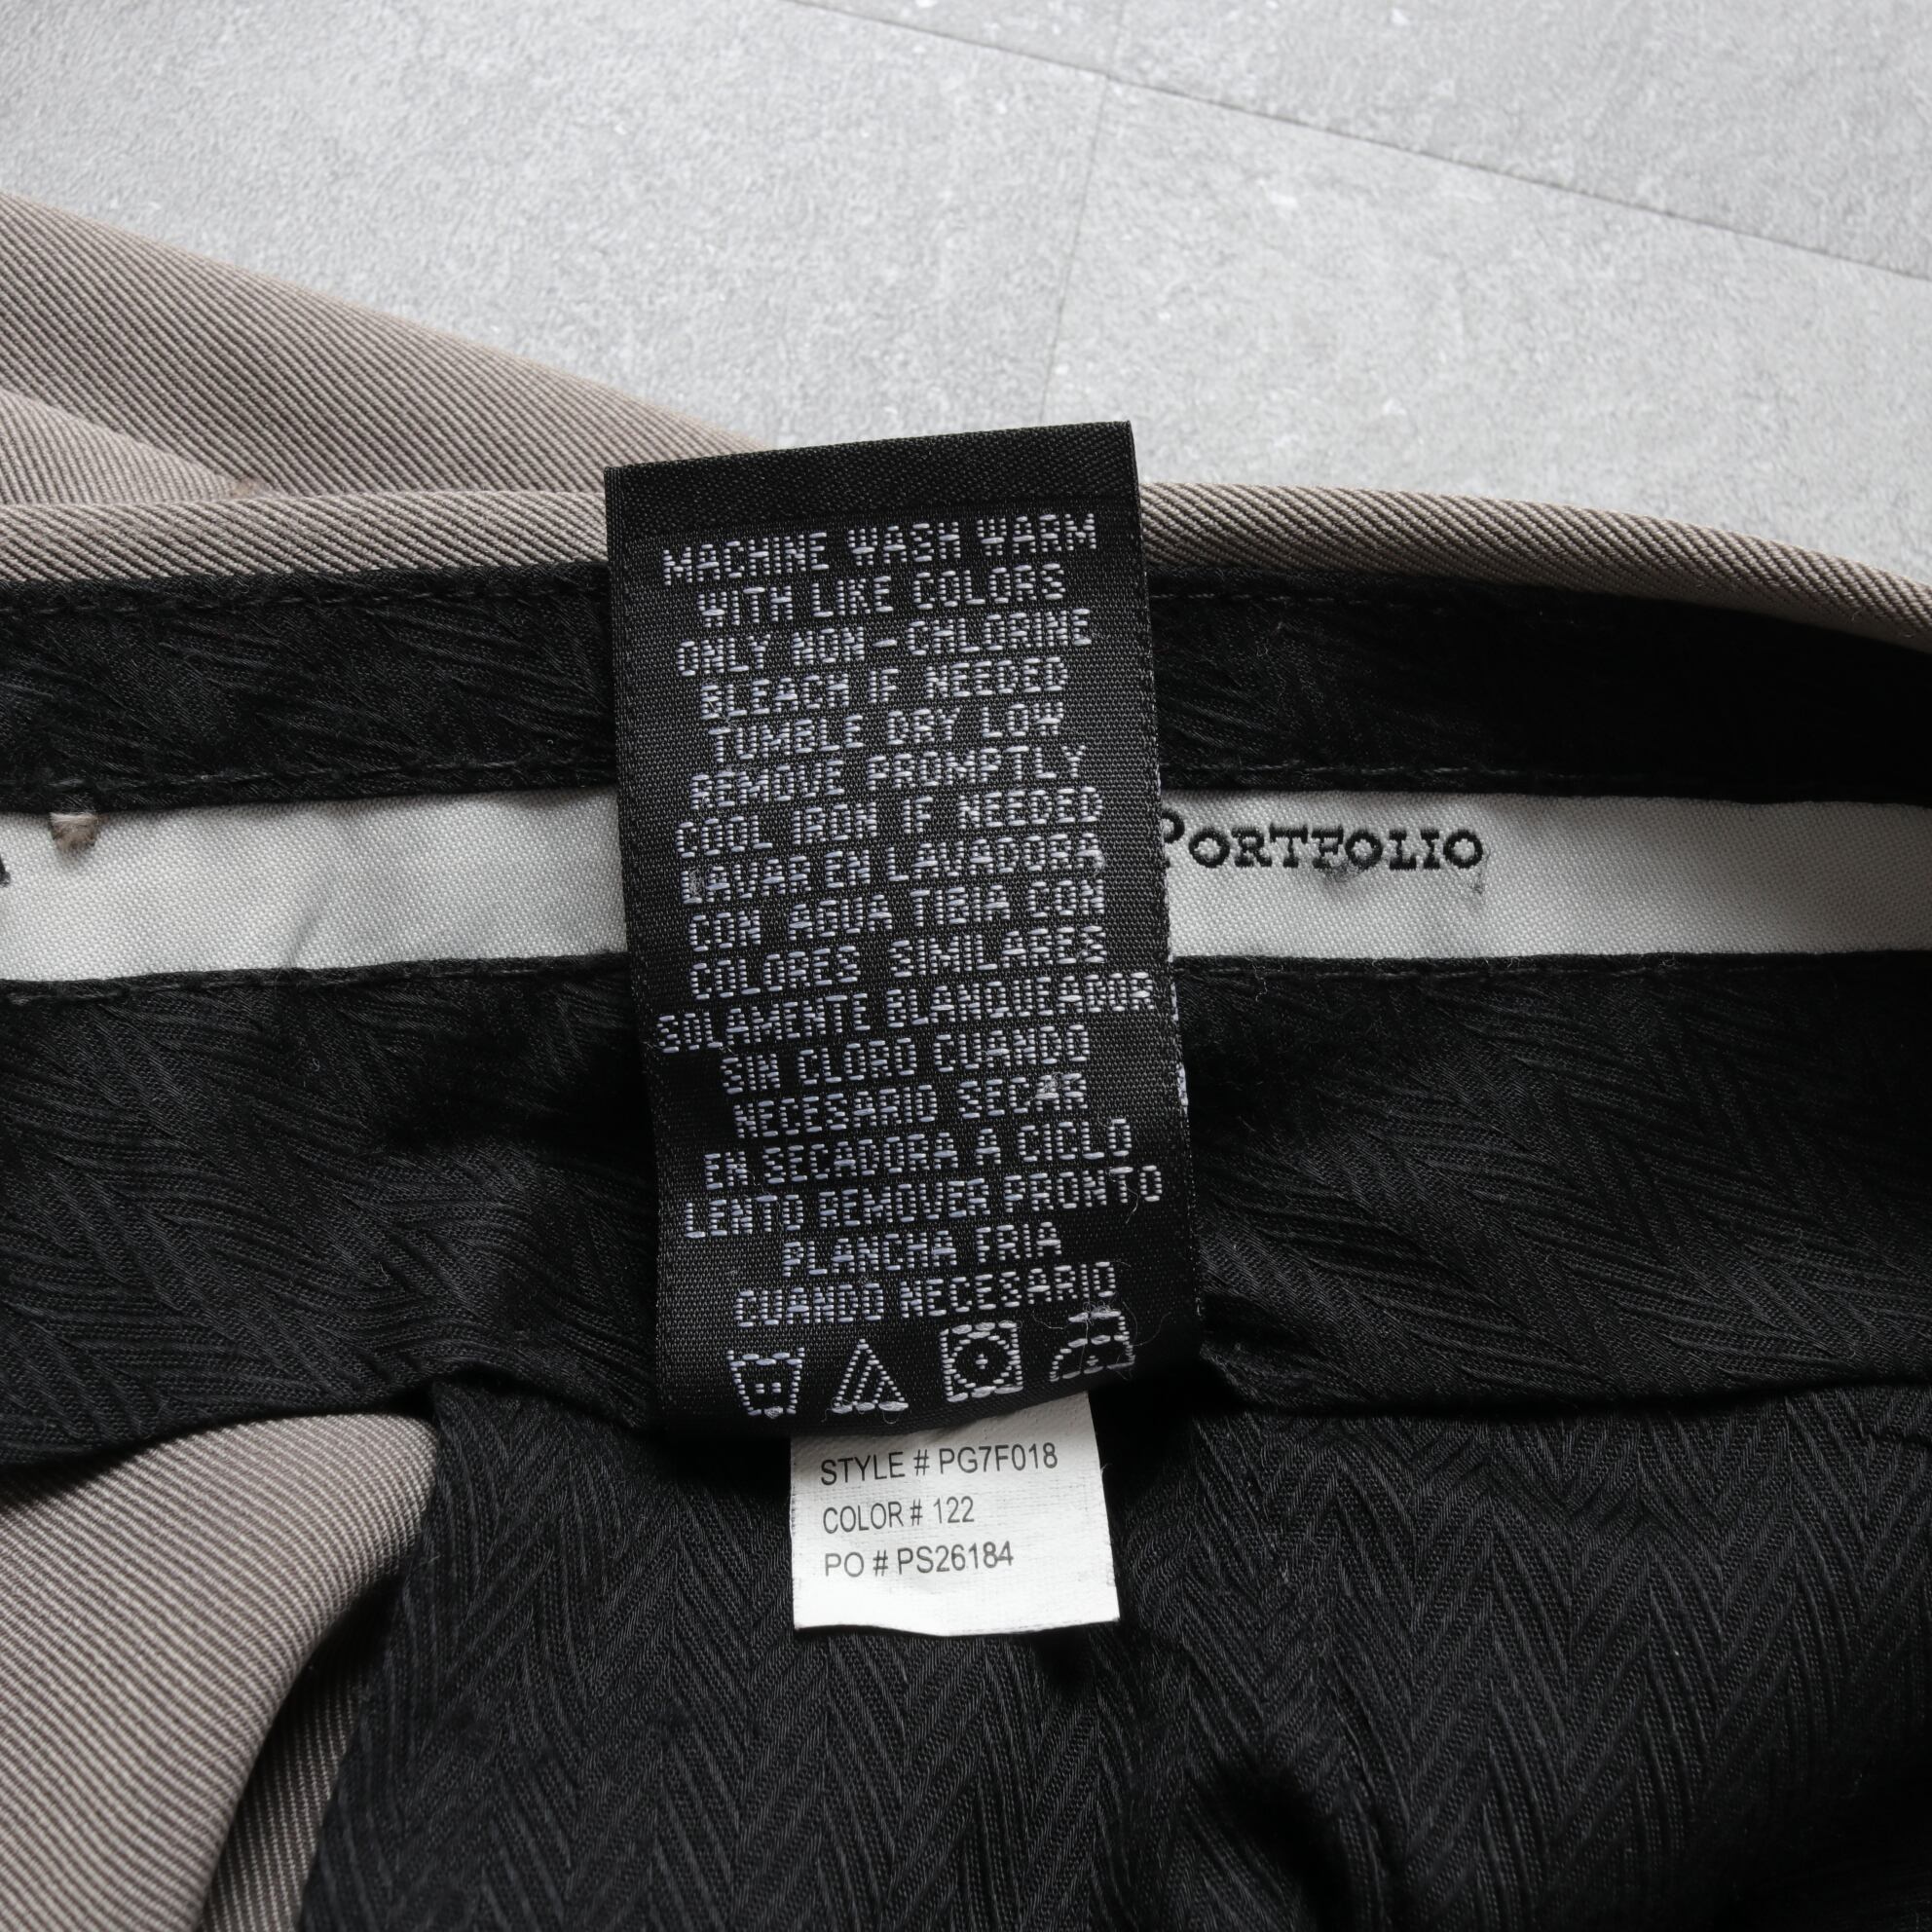 MACHINE WASH WARM
WITH LIKE COLORS
ONLY NON-CHLORINE
BLEACH IF NEEDED
TUMBLE DRY LOW
REMOVE PROMPTLY
COOL IRON IF NEEDED
LAVAR EN LAVADORA
CON AGUA TIBIA CON
COLORES SIMILARES
SOLAMENTE BLANQUEADOR
SIN CLORO CUANDO
NECESARIO SECAR
EN SECADORA A CICLO
LENTO REMOVER PRONTO
PLANCHA FRIA
CUANDO NECESARIO
PORTFOLIO
STYLE # PG7F018
COLOR # 122
PO # PS26184